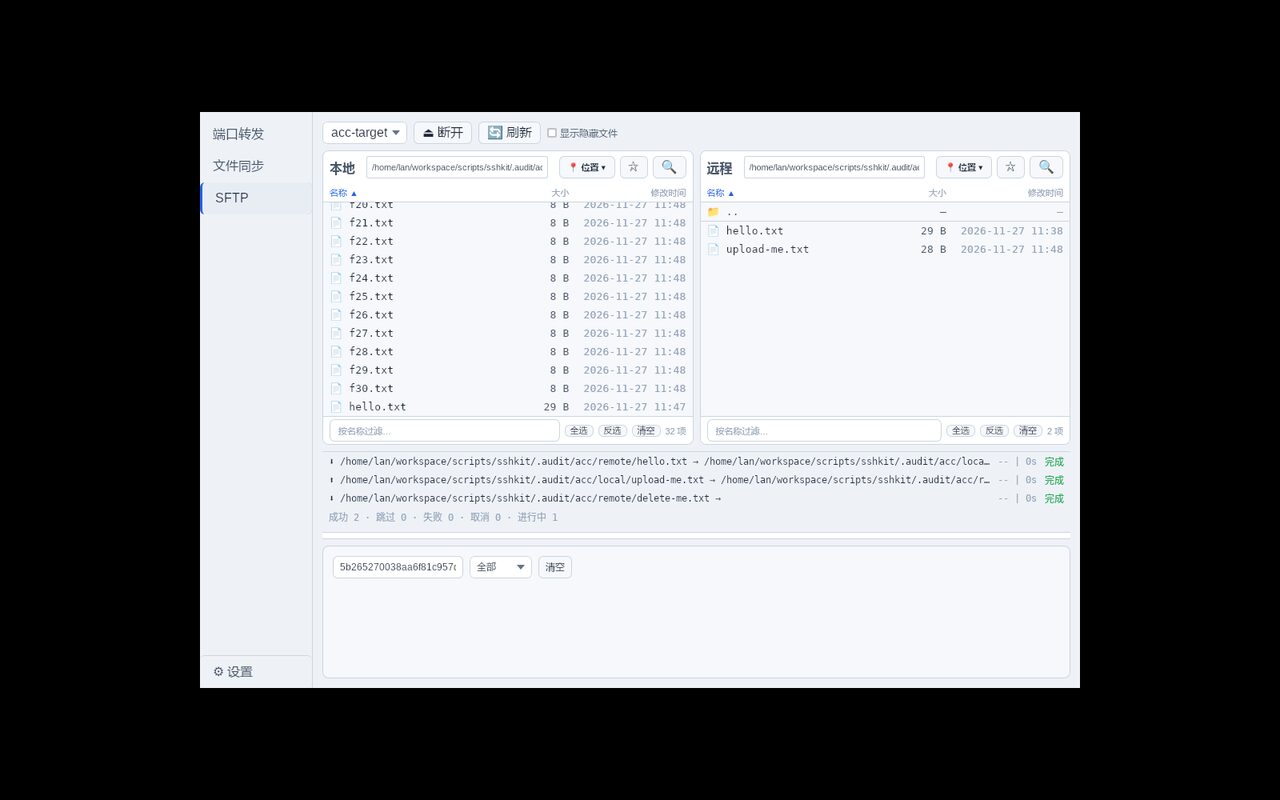 端口转发
文件同步
SFTP
⚙ 设置
acc-target ⏏ 断开 🔄 刷新 显示隐藏文件
本地 /home/lan/workspace/scripts/sshkit/.audit/ac 📍 位置 ▾ ☆ 🔍
名称 ▲ 大小 修改时间
f20.txt 8 B 2026-11-27 11:48
f21.txt 8 B 2026-11-27 11:48
f22.txt 8 B 2026-11-27 11:48
f23.txt 8 B 2026-11-27 11:48
f24.txt 8 B 2026-11-27 11:48
f25.txt 8 B 2026-11-27 11:48
f26.txt 8 B 2026-11-27 11:48
f27.txt 8 B 2026-11-27 11:48
f28.txt 8 B 2026-11-27 11:48
f29.txt 8 B 2026-11-27 11:48
f30.txt 8 B 2026-11-27 11:48
hello.txt 29 B 2026-11-27 11:47
按名称过滤... 全选 反选 清空 32 项
远程 /home/lan/workspace/scripts/sshkit/.audit/ac 📍 位置 ▾ ☆ 🔍
名称 ▲ 大小 修改时间
📁 .. — —
hello.txt 29 B 2026-11-27 11:38
upload-me.txt 28 B 2026-11-27 11:48
按名称过滤... 全选 反选 清空 2 项
⬇ /home/lan/workspace/scripts/sshkit/.audit/acc/remote/hello.txt → /home/lan/workspace/scripts/sshkit/.audit/acc/loca… -- | 0s 完成
⬆ /home/lan/workspace/scripts/sshkit/.audit/acc/local/upload-me.txt → /home/lan/workspace/scripts/sshkit/.audit/acc/r… -- | 0s 完成
⬇ /home/lan/workspace/scripts/sshkit/.audit/acc/remote/delete-me.txt → -- | 0s 完成
成功 2 · 跳过 0 · 失败 0 · 取消 0 · 进行中 1
5b265270038aa6f81c957c 全部 清空